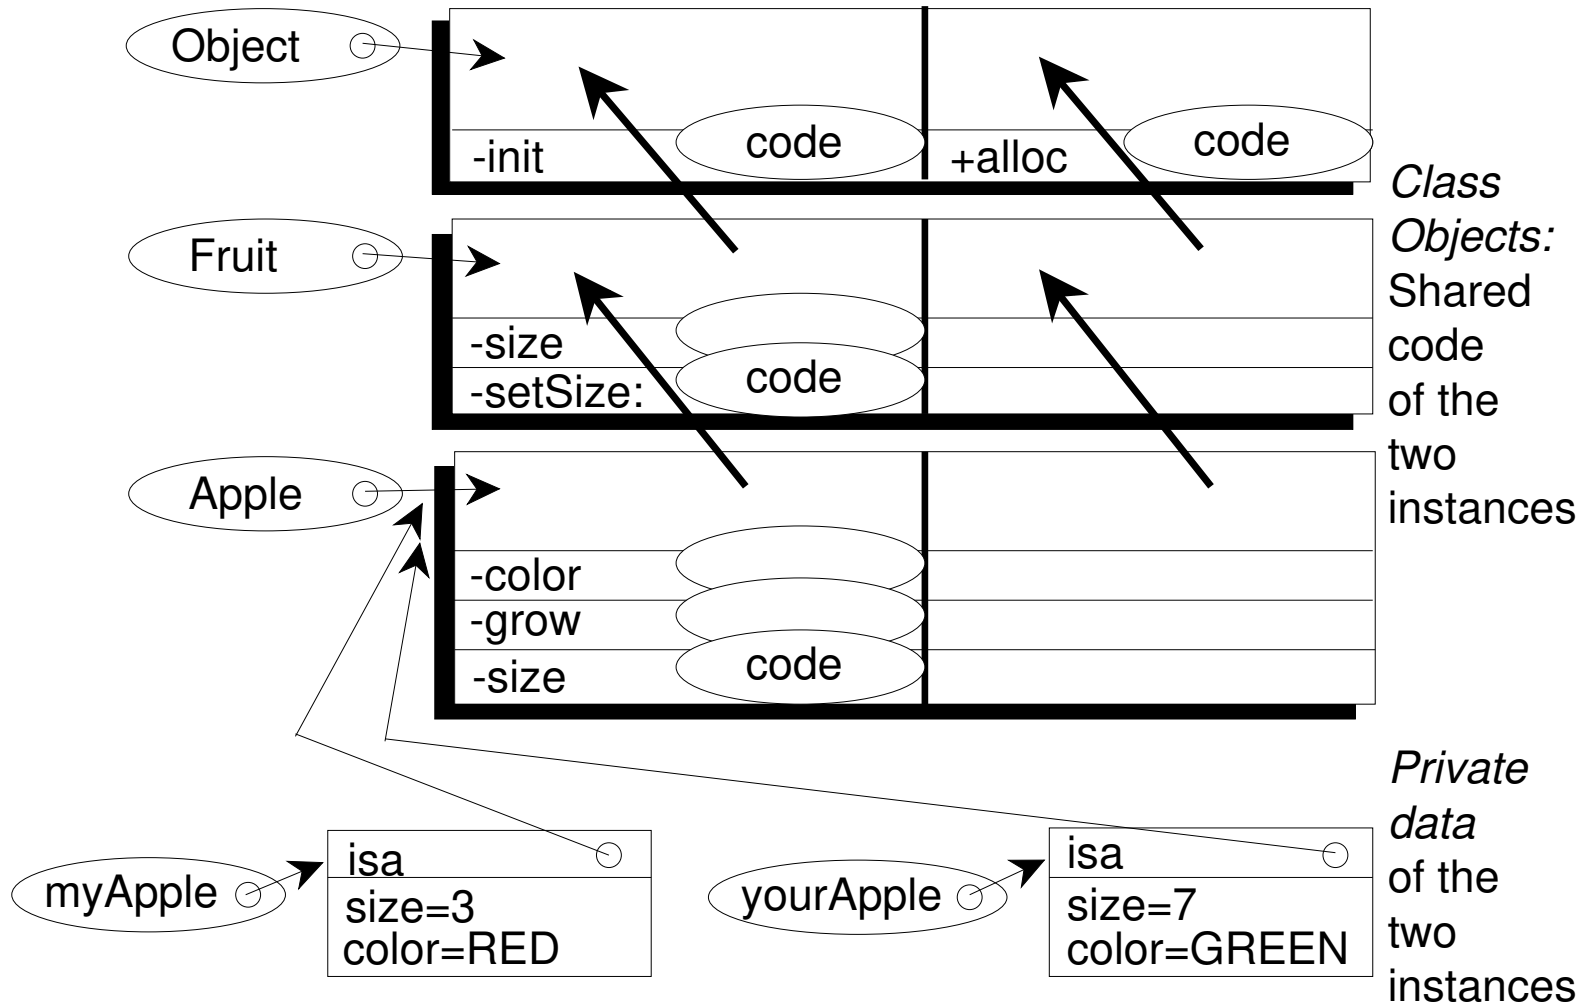 Object
code
code
-init
+alloc
Class
Objects:
Shared
code
of the
two
instances
Fruit
-size
code
-setSize:
Apple
-color
-grow
code
-size
Private
data
of the
two
instances
myApple
isa
size=3
color=RED
yourApple
isa
size=7
color=GREEN